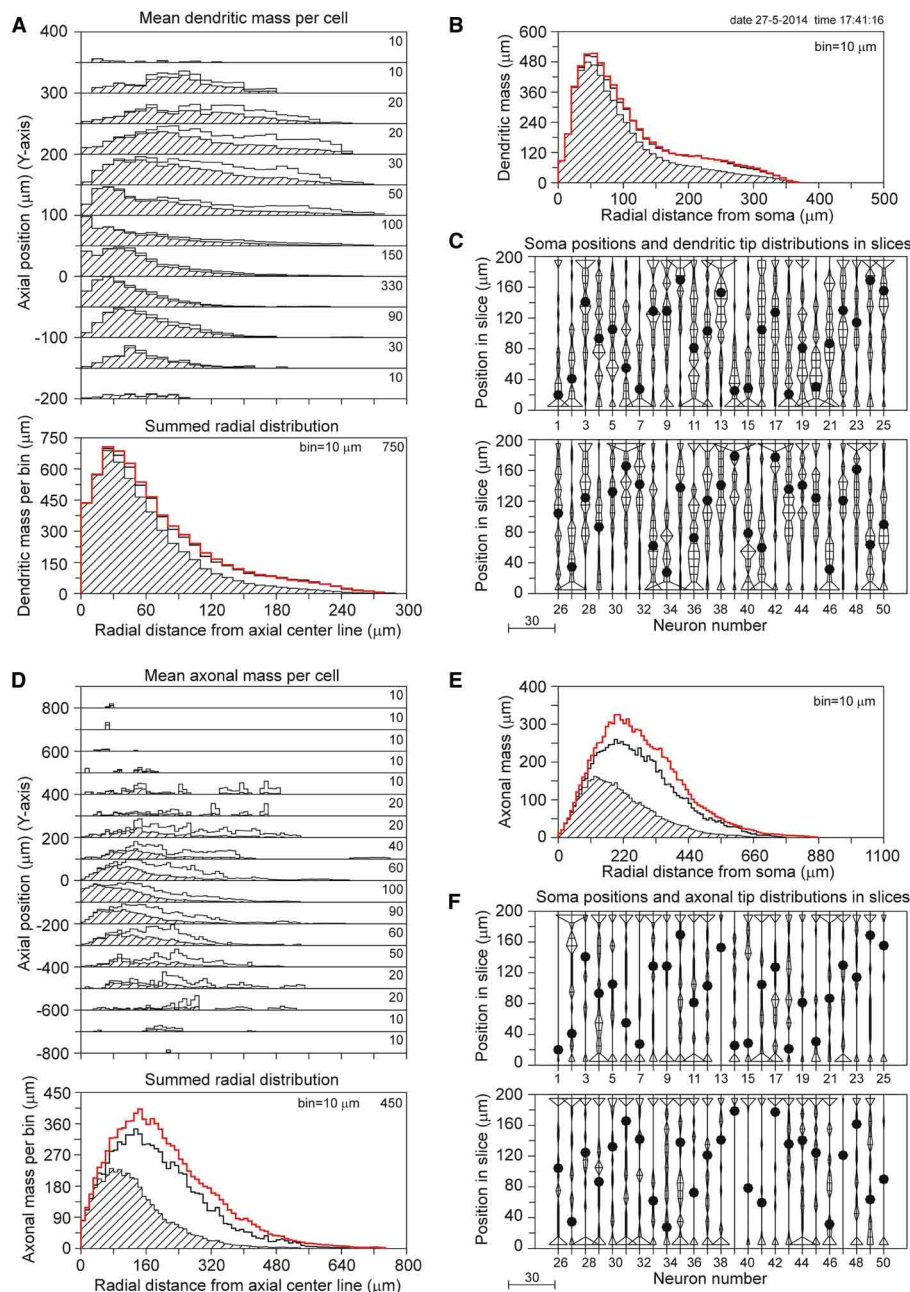 A
Mean dendritic mass per cell
400
300
200
100
0
-100
-200
Axial position (μm) (Y-axis)
10
10
20
20
30
50
100
150
330
90
30
10
Summed radial distribution
bin=10 μm 750
750
600
450
300
150
0
Dendritic mass per bin (μm)
0 60 120 180 240 300
Radial distance from axial center line (μm)
B
date 27-5-2014 time 17:41:16
bin=10 μm
600
480
360
240
120
0
Dendritic mass (μm)
0 100 200 300 400 500
Radial distance from soma (μm)
C
Soma positions and dendritic tip distributions in slices
200
160
120
80
40
0
Position in slice (μm)
1 3 5 7 9 11 13 15 17 19 21 23 25
200
160
120
80
40
0
Position in slice (μm)
26 28 30 32 34 36 38 40 42 44 46 48 50
30
Neuron number
D
Mean axonal mass per cell
800
600
400
200
0
-200
-400
-600
-800
Axial position (μm) (Y-axis)
10
10
10
10
10
20
20
40
60
100
90
60
50
20
20
10
10
Summed radial distribution
bin=10 μm 450
450
360
270
180
90
0
Axonal mass per bin (μm)
0 160 320 480 640 800
Radial distance from axial center line (μm)
E
bin=10 μm
400
300
200
100
0
Axonal mass (μm)
0 220 440 660 880 1100
Radial distance from soma (μm)
F
Soma positions and axonal tip distributions in slices
200
160
120
80
40
0
Position in slice (μm)
1 3 5 7 9 11 13 15 17 19 21 23 25
200
160
120
80
40
0
Position in slice (μm)
26 28 30 32 34 36 38 40 42 44 46 48 50
30
Neuron number